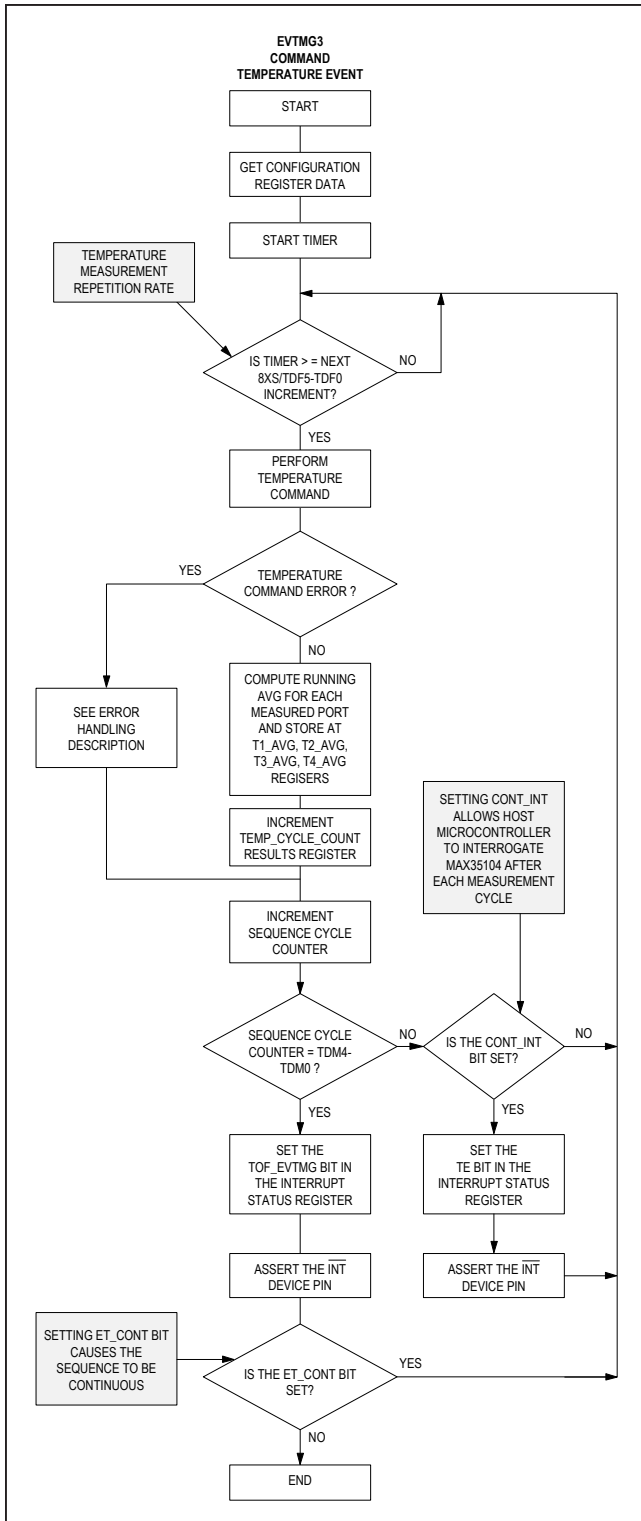 EVTMG3
COMMAND
TEMPERATURE EVENT
START
GET CONFIGURATION
REGISTER DATA
START TIMER
TEMPERATURE
MEASUREMENT
REPETITION RATE
IS TIMER > = NEXT
8XS/TDF5-TDF0
INCREMENT?
NO
YES
PERFORM
TEMPERATURE
COMMAND
YES
TEMPERATURE
COMMAND ERROR ?
NO
SEE ERROR
HANDLING
DESCRIPTION
COMPUTE RUNNING
AVG FOR EACH
MEASURED PORT
AND STORE AT
T1_AVG, T2_AVG,
T3_AVG, T4_AVG
REGISERS
INCREMENT
TEMP_CYCLE_COUNT
RESULTS REGISTER
SETTING CONT_INT
ALLOWS HOST
MICROCONTROLLER
TO INTERROGATE
MAX35104 AFTER
EACH MEASUREMENT
CYCLE
INCREMENT
SEQUENCE CYCLE
COUNTER
SEQUENCE CYCLE
COUNTER = TDM4-
TDM0 ?
NO
IS THE CONT_INT
BIT SET?
NO
YES
YES
SET THE
TOF_EVTMG BIT IN
THE INTERRUPT
STATUS REGISTER
SET THE
TE BIT IN THE
INTERRUPT STATUS
REGISTER
ASSERT THE INT
DEVICE PIN
ASSERT THE INT
DEVICE PIN
SETTING ET_CONT BIT
CAUSES THE
SEQUENCE TO BE
CONTINUOUS
IS THE ET_CONT BIT
SET?
YES
NO
END